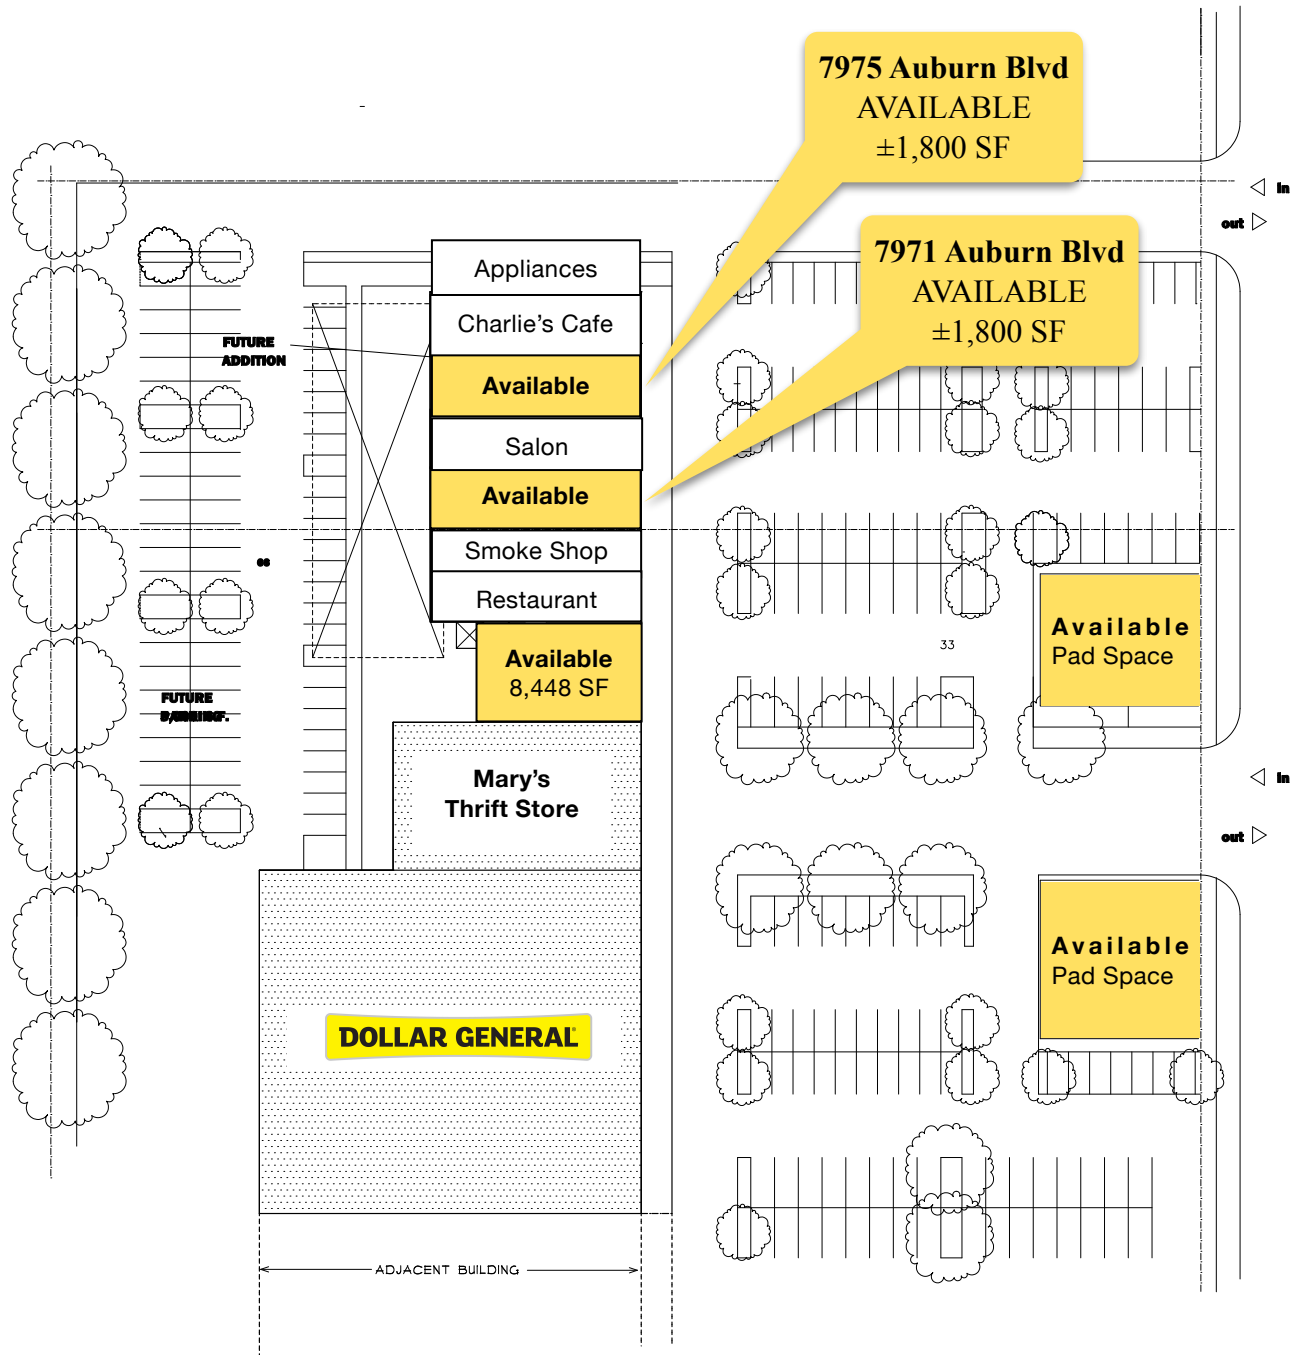 7975 Auburn Blvd
AVAILABLE
±1,800 SF
In
out
7971 Auburn Blvd
AVAILABLE
±1,800 SF
Appliances
Charlie's Cafe
FUTURE
ADDITION
Available
Salon
Available
Smoke Shop
Restaurant
Available
8,448 SF
33
Available
Pad Space
FUTURE
Mary's
Thrift Store
In
out
Available
Pad Space
DOLLAR GENERAL
ADJACENT BUILDING